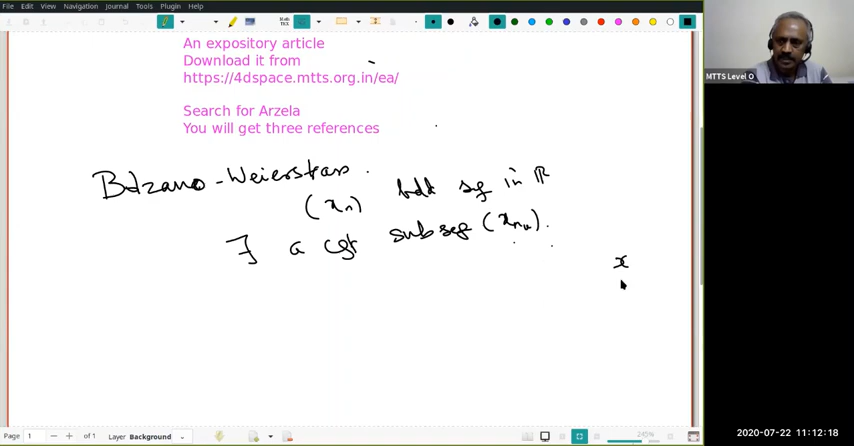 File Edit View Navigation Journal Tools Plugin Help
An expository article
Download it from
https://4dspace.mtts.org.in/ea/
Search for Arzela
You will get three references
Bolzano - Weierstrass.
(xn) bdd seq in ℝ
∃ a cgt subseq (xnk).
x
MTTS Level O
Page 1 of 1 Layer Background
2020-07-22 11:12:18